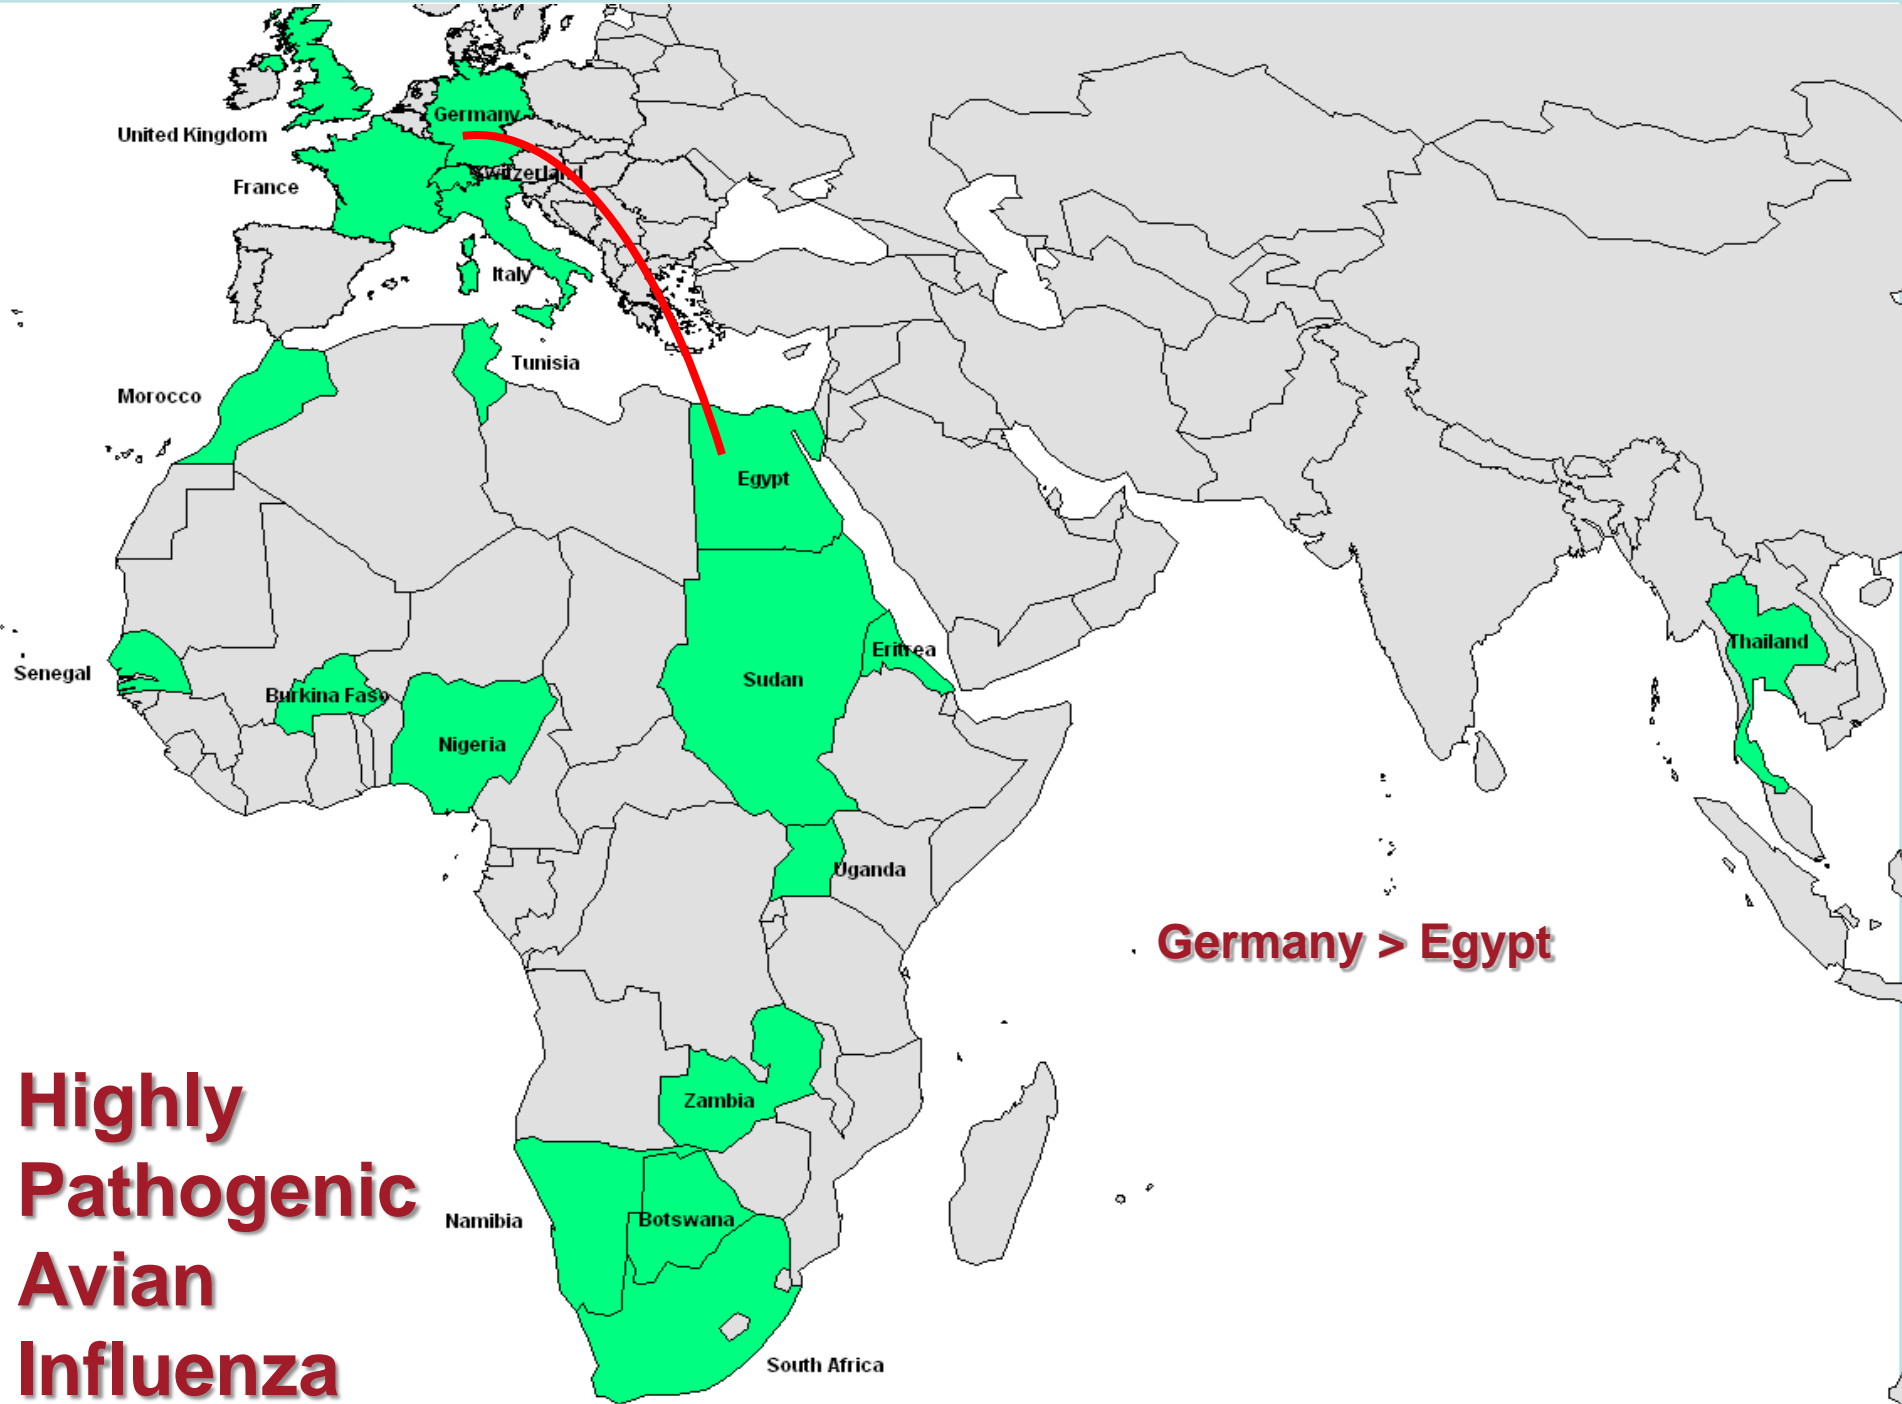 Germany
United Kingdom
Switzerland
France
Italy
Tunisia
Morocco
Egypt
Thailand
Eritrea
Senegal
Sudan
Burkina Faso
Nigeria
Uganda
Germany > Egypt
Zambia
Namibia
Botswana
South Africa
Highly
Pathogenic
Avian
Influenza